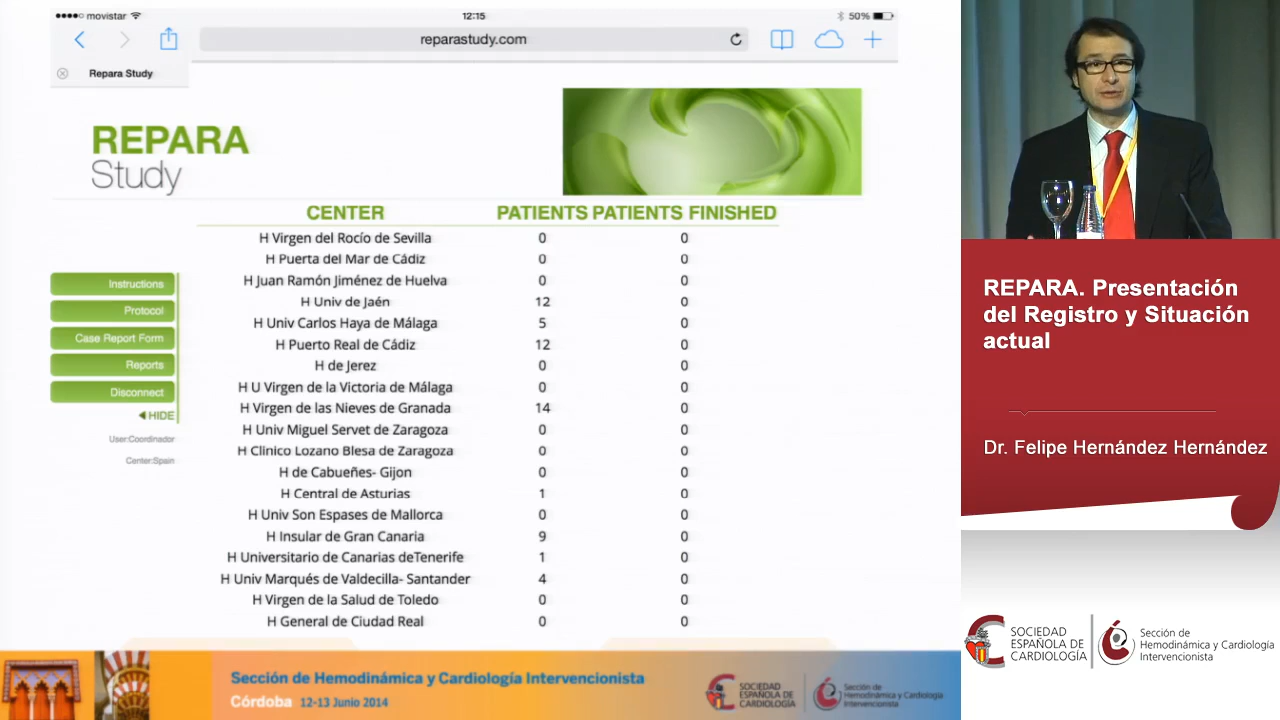 movistar 12:15 50%
reparastudy.com
Repara Study
REPARA
Study
CENTER PATIENTS PATIENTS FINISHED
H Virgen del Rocío de Sevilla 0 0
H Puerta del Mar de Cádiz 0 0
H Juan Ramón Jiménez de Huelva 0 0
H Univ de Jaén 12 0
H Univ Carlos Haya de Málaga 5 0
H Puerto Real de Cádiz 12 0
H de Jerez 0 0
H U Virgen de la Victoria de Málaga 0 0
H Virgen de las Nieves de Granada 14 0
H Univ Miguel Servet de Zaragoza 0 0
H Clínico Lozano Blesa de Zaragoza 0 0
H de Cabueñes- Gijon 0 0
H Central de Asturias 1 0
H Univ Son Espases de Mallorca 0 0
H Insular de Gran Canaria 9 0
H Universitario de Canarias deTenerife 1 0
H Univ Marqués de Valdecilla- Santander 4 0
H Virgen de la Salud de Toledo 0 0
H General de Ciudad Real 0 0
Instructions
Protocol
Case Report Form
Reports
Disconnect
HIDE
User:Coordinador
Center:Spain
Sección de Hemodinámica y Cardiología Intervencionista
Córdoba 12-13 Junio 2014
SOCIEDAD
ESPAÑOLA DE
CARDIOLOGÍA
Sección de
Hemodinámica y Cardiología
Intervencionista
REPARA. Presentación
del Registro y Situación
actual
Dr. Felipe Hernández Hernández
SOCIEDAD
ESPAÑOLA DE
CARDIOLOGÍA
Sección de
Hemodinámica y Cardiología
Intervencionista